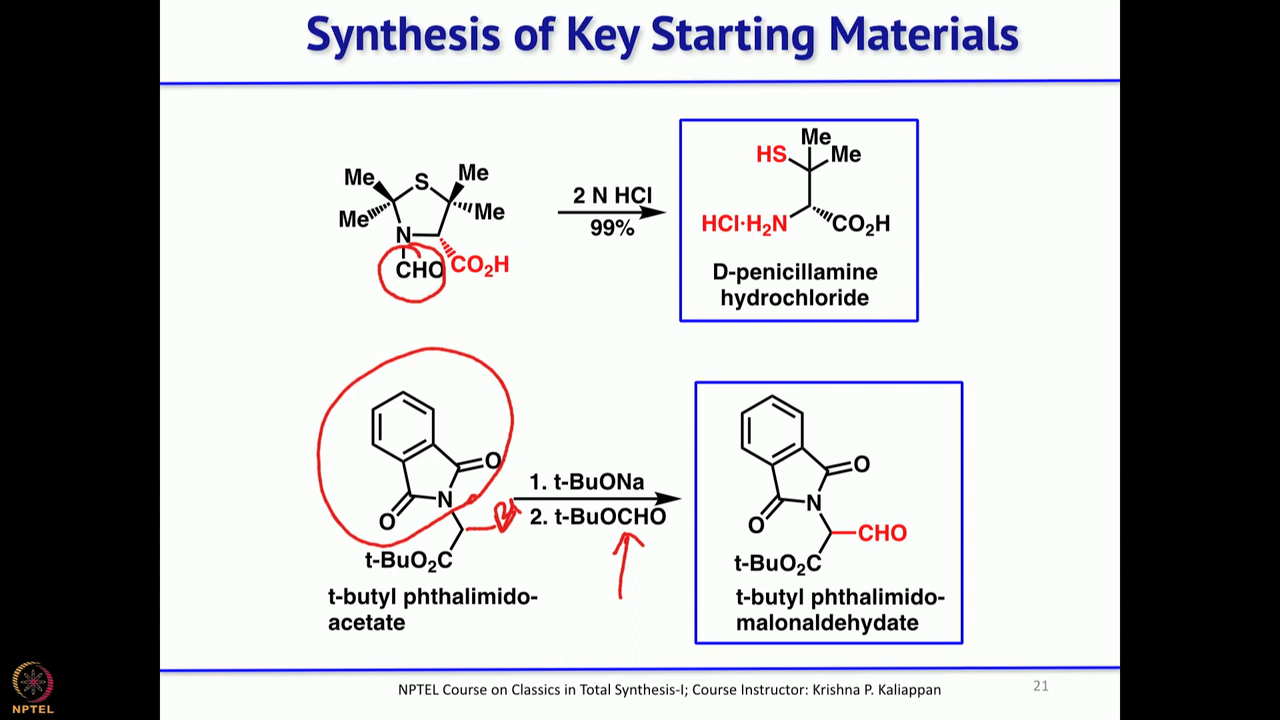 Synthesis of Key Starting Materials
Me
S
Me
Me
Me
N
CHO
CO2H
2 N HCl
99%
Me
HS
Me
HCl·H2N
CO2H
D-penicillamine
hydrochloride
O
N
O
t-BuO2C
t-butyl phthalimido-
acetate
1. t-BuONa
2. t-BuOCHO
O
N
O
CHO
t-BuO2C
t-butyl phthalimido-
malonaldehydate
NPTEL
NPTEL Course on Classics in Total Synthesis-I; Course Instructor: Krishna P. Kaliappan
21